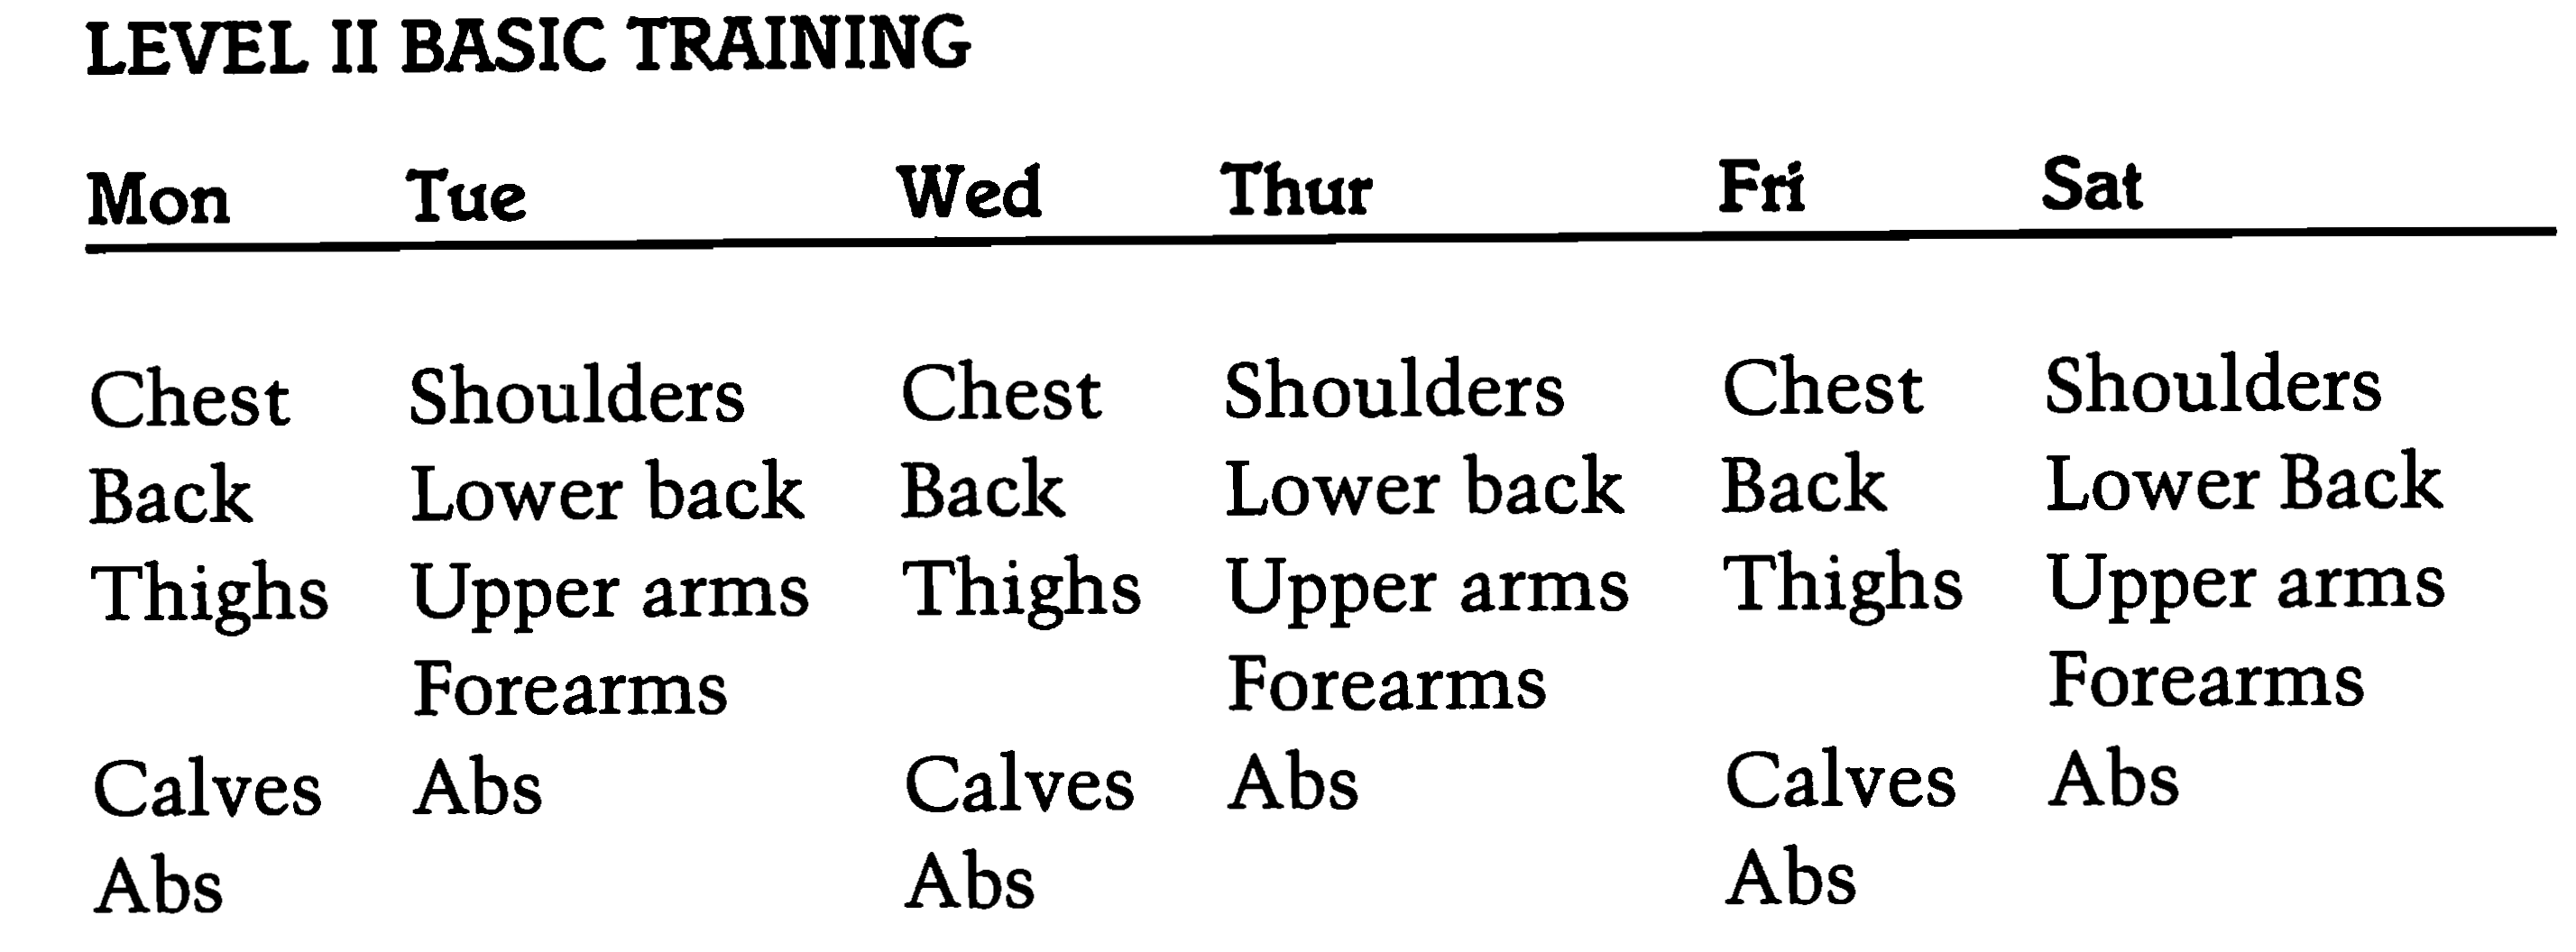 LEVEL II BASIC TRAINING
Mon Tue Wed Thur Fri Sat
Chest Shoulders Chest Shoulders Chest Shoulders
Back Lower back Back Lower back Back Lower Back
Thighs Upper arms Thighs Upper arms Thighs Upper arms
Forearms Forearms Forearms
Calves Abs Calves Abs Calves Abs
Abs Abs Abs